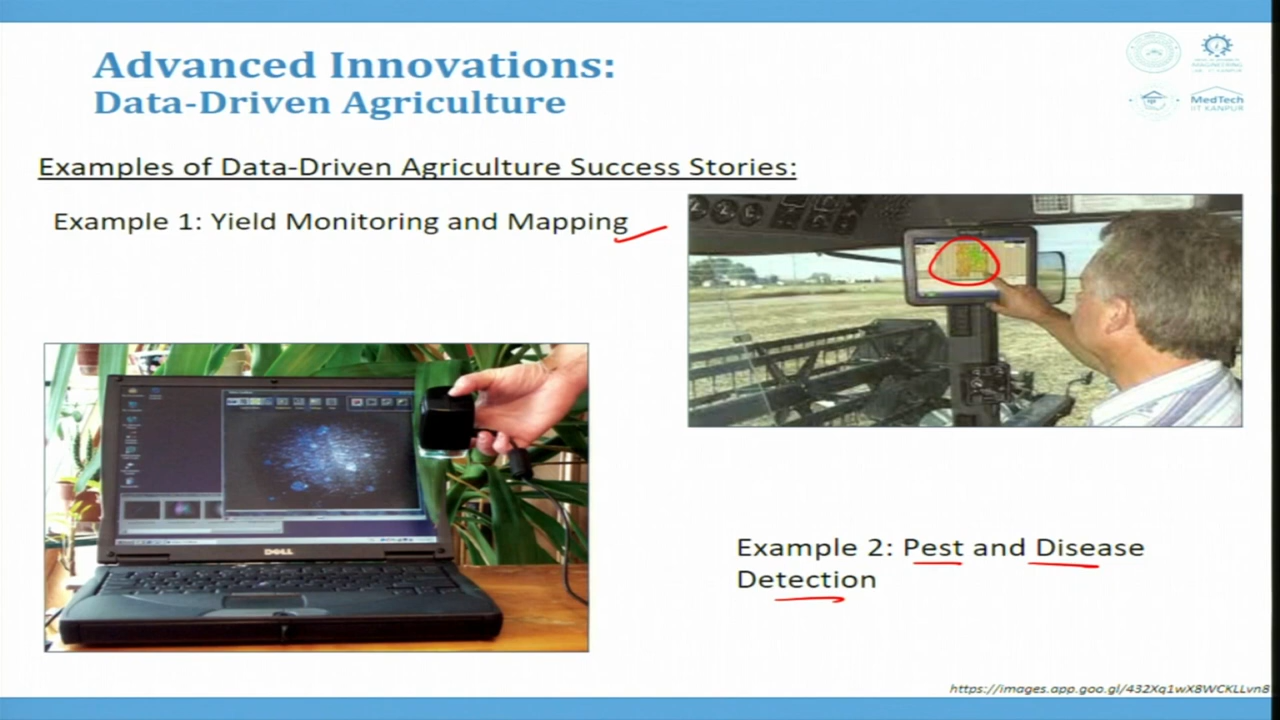 Advanced Innovations:
Data-Driven Agriculture
MedTech
IIT KANPUR
Examples of Data-Driven Agriculture Success Stories:
Example 1: Yield Monitoring and Mapping
DELL
Example 2: Pest and Disease
Detection
https://images.app.goo.gl/432Xq1wX8WCKLLvn8